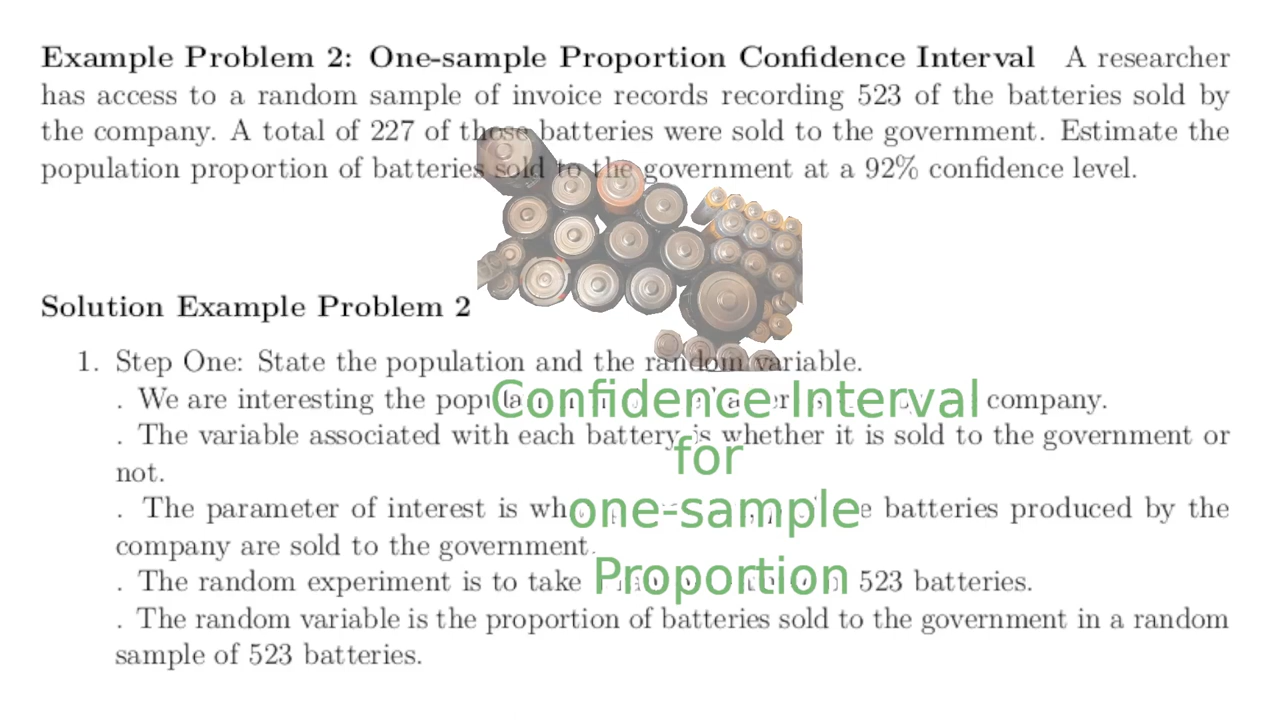 Example Problem 2: One-sample Proportion Confidence Interval A researcher
has access to a random sample of invoice records recording 523 of the batteries sold by
the company. A total of 227 of those batteries were sold to the government. Estimate the
population proportion of batteries sold to the government at a 92% confidence level.
Solution Example Problem 2
1. Step One: State the population and the random variable.
. We are interesting the company.
. The variable associated with each battery is whether it is sold to the government or
not.
. The parameter of interest is batteries produced by the
company are sold to the government.
. The random experiment is to take 523 batteries.
. The random variable is the proportion of batteries sold to the government in a random
sample of 523 batteries.
Confidence Interval
for
one-sample
Proportion